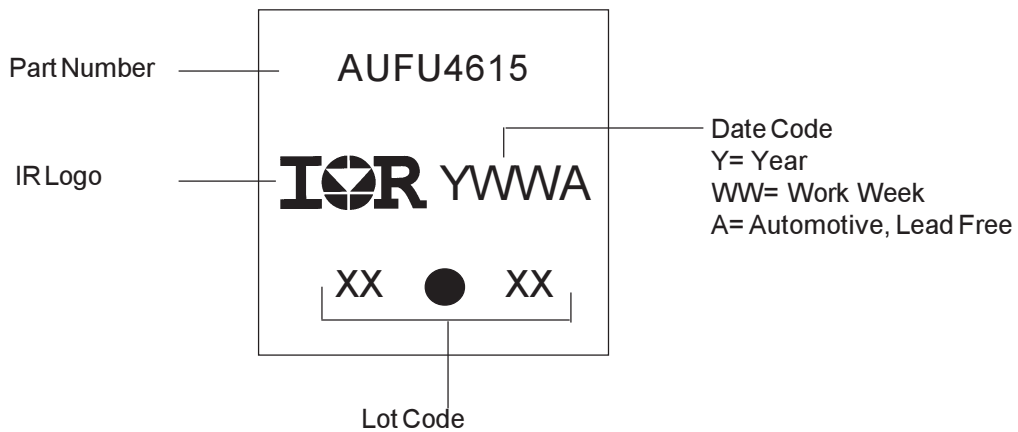 Part Number
AUFU4615
IR Logo
IOR YWWA
Date Code
Y= Year
WW= Work Week
A= Automotive, Lead Free
XX XX
Lot Code